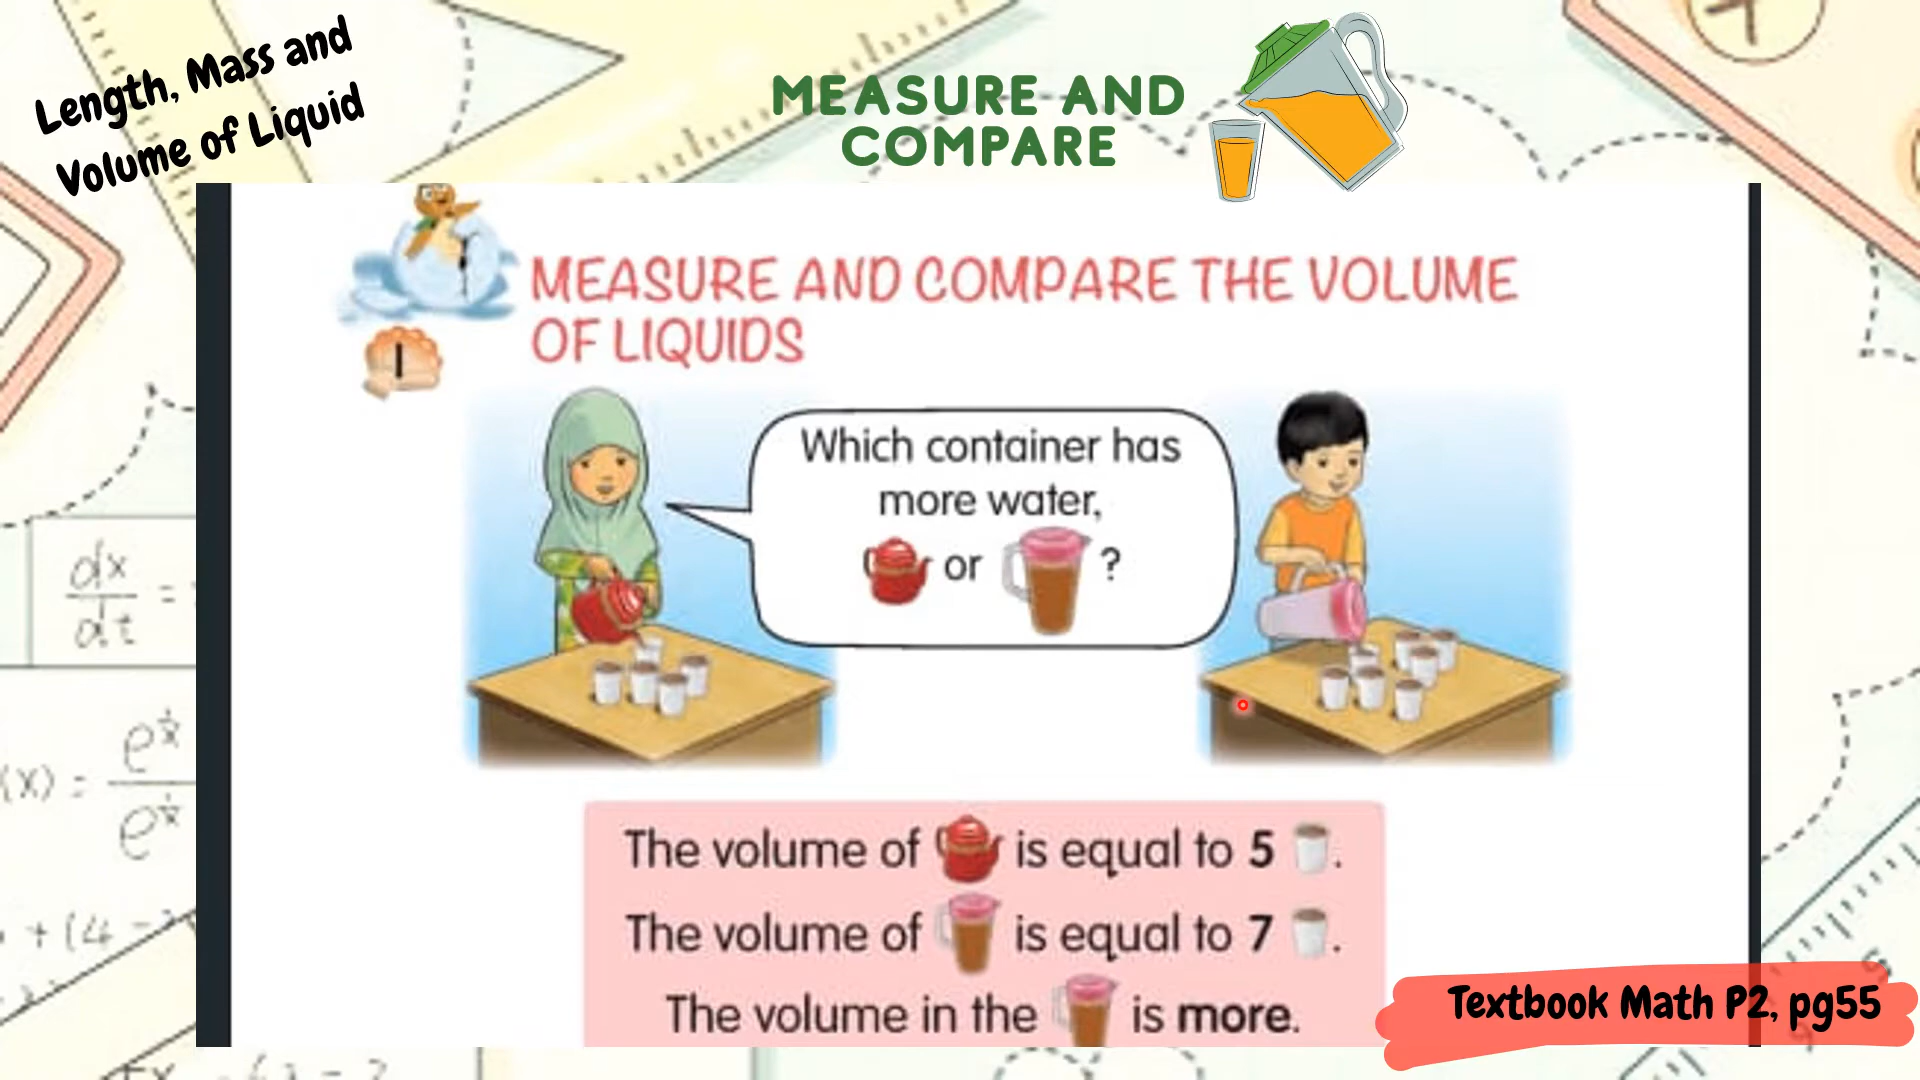 Length, Mass and
Volume of Liquid
MEASURE AND
COMPARE
MEASURE AND COMPARE THE VOLUME
OF LIQUIDS
1
Which container has
more water,
or ?
The volume of is equal to 5 .
The volume of is equal to 7 .
The volume in the is more.
Textbook Math P2, pg55
dx
dt =
(x) =